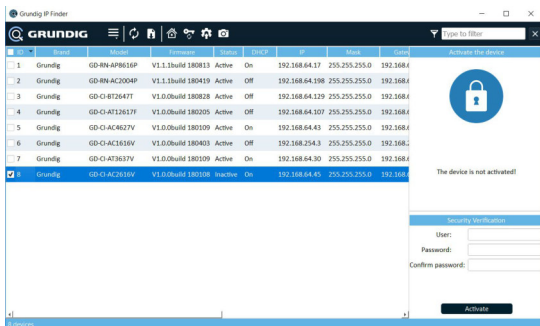 Grundig IP Finder
GRUNDIG
Type to filter
ID Brand Model Firmware Status DHCP IP Mask
1 Grundig GD-RN-AP8616P V1.1.1build 180813 Active On 192.168.64.17 255.255.255.0
2 Grundig GD-RN-AC2004P V1.1.1build 180419 Active Off 192.168.64.198 255.255.255.0
3 Grundig GD-CI-BT2647T V1.0.0build 180828 Active Off 192.168.64.129 255.255.255.0
4 Grundig GD-CI-AT12617F V1.0.0build 180205 Active Off 192.168.64.107 255.255.255.0
5 Grundig GD-CI-AC4627V V1.0.0build 180109 Active On 192.168.64.43 255.255.255.0
6 Grundig GD-CI-AC1616V V1.0.0build 180403 Active Off 192.168.254.3 255.255.255.0
7 Grundig GD-CI-AT3637V V1.0.0build 180109 Active On 192.168.64.30 255.255.255.0
8 Grundig GD-CI-AC2616V V1.0.0build 180108 Inactive On 192.168.64.45 255.255.255.0
8 devices
Activate the device
The device is not activated!
Security Verification
User:
Password:
Confirm password:
Activate